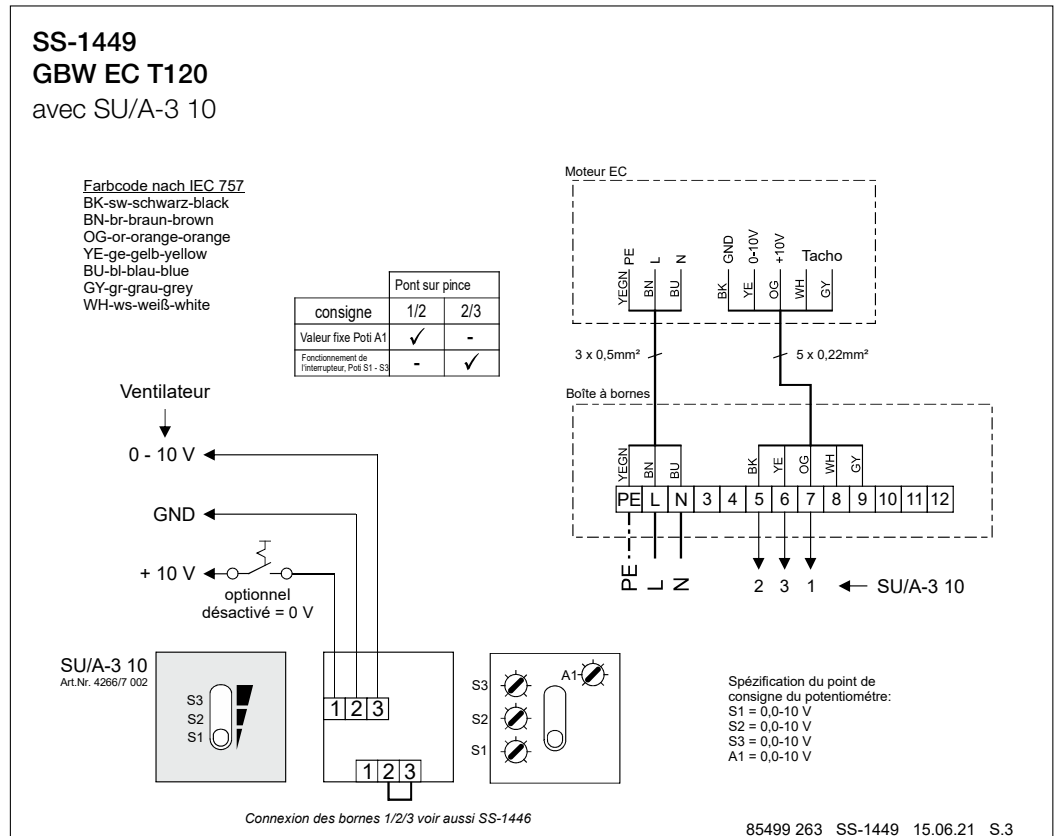 SS-1449
GBW EC T120
avec SU/A-3 10
Farbcode nach IEC 757
BK-sw-schwarz-black
BN-br-braun-brown
OG-or-orange-orange
YE-ge-gelb-yellow
BU-bl-blau-blue
GY-gr-grau-grey
WH-ws-weiß-white
Pont sur pince
consigne 1/2 2/3
Valeur fixe Poti A1 ✓ -
Fonctionnement de
l'interrupteur, Poti S1 - S3 - ✓
Moteur EC
YEGN PE
BN L
BU N
BK GND
YE 0-10V
OG +10V
Tacho
WH
GY
3 x 0,5mm²
5 x 0,22mm²
Boîte à bornes
YEGN BN BU BK YE OG WH GY
PE L N 3 4 5 6 7 8 9 10 11 12
PE L N
2 3 1 SU/A-3 10
Ventilateur
0 - 10 V
GND
+ 10 V
optionnel
désactivé = 0 V
SU/A-3 10
Art.Nr. 4266/7 002
S3
S2
S1
1 2 3
1 2 3
S3
S2
S1
A1
Spézification du point de
consigne du potentiométre:
S1 = 0,0-10 V
S2 = 0,0-10 V
S3 = 0,0-10 V
A1 = 0,0-10 V
Connexion des bornes 1/2/3 voir aussi SS-1446
85499 263 SS-1449 15.06.21 S.3